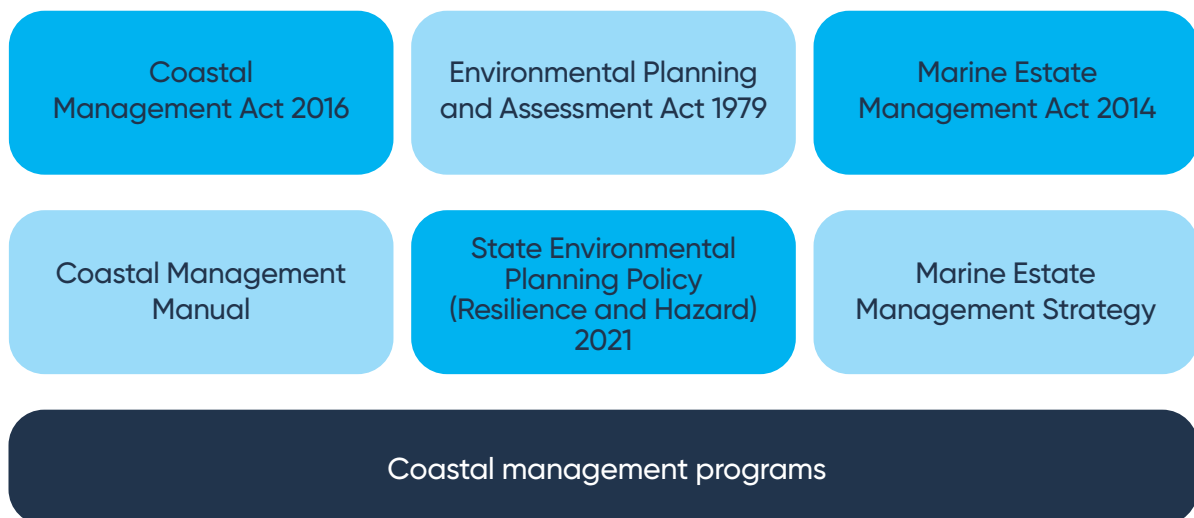 Coastal
Management Act 2016
Environmental Planning
and Assessment Act 1979
Marine Estate
Management Act 2014
Coastal Management
Manual
State Environmental
Planning Policy
(Resilience and Hazard)
2021
Marine Estate
Management Strategy
Coastal management programs